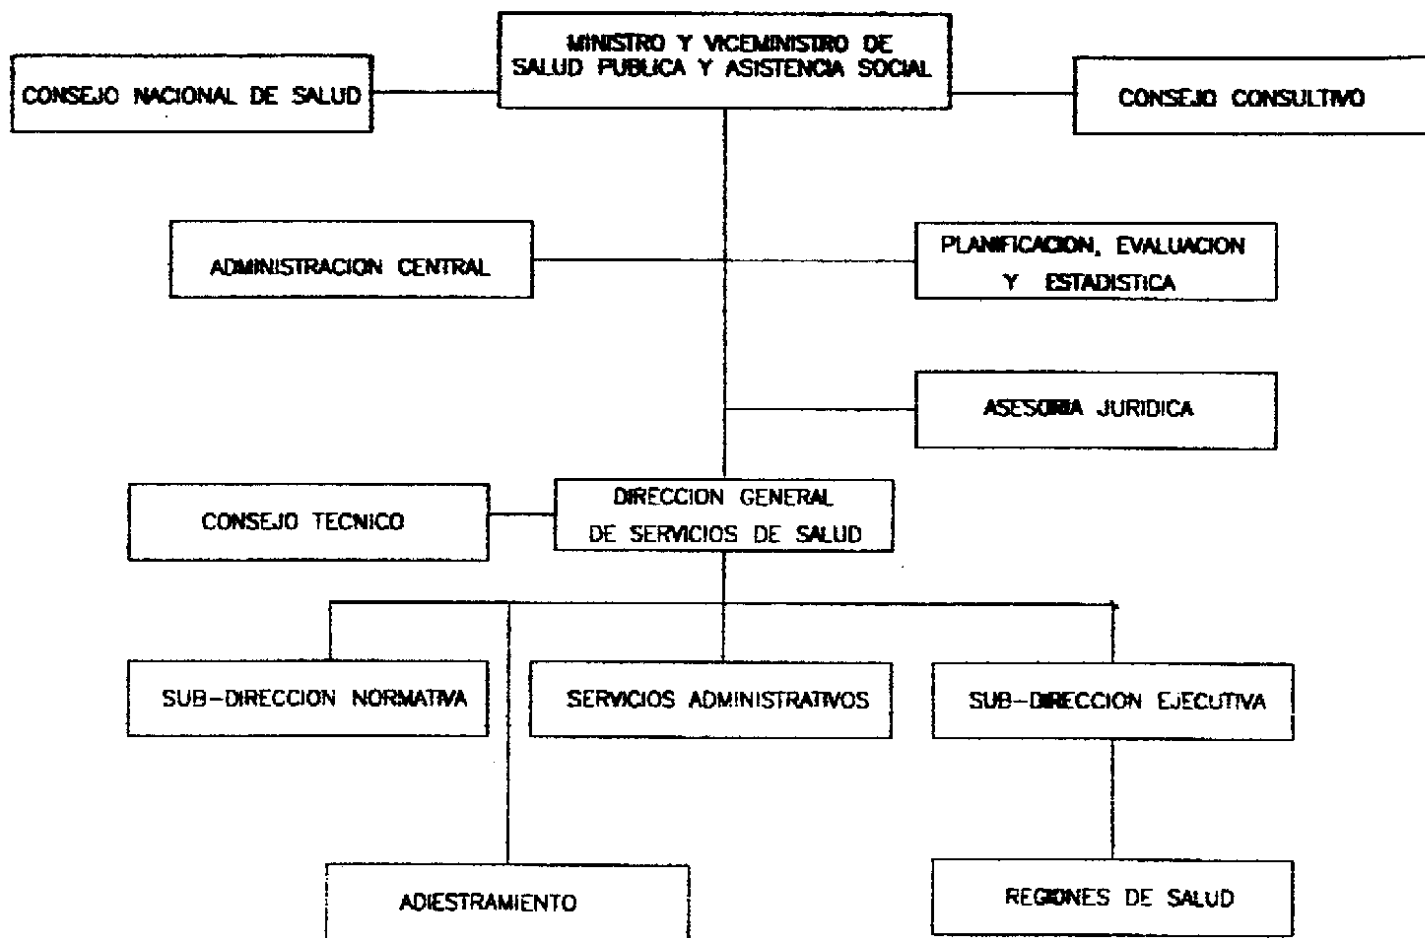 MINISTRO Y VICEMINISTRO DE
SALUD PUBLICA Y ASISTENCIA SOCIAL
CONSEJO NACIONAL DE SALUD
CONSEJO CONSULTIVO
ADMINISTRACION CENTRAL
PLANIFICACION, EVALUACION
Y ESTADISTICA
ASESORIA JURIDICA
CONSEJO TECNICO
DIRECCION GENERAL
DE SERVICIOS DE SALUD
SUB-DIRECCION NORMATIVA
SERVICIOS ADMINISTRATIVOS
SUB-DIRECCION EJECUTIVA
ADIESTRAMIENTO
REGIONES DE SALUD